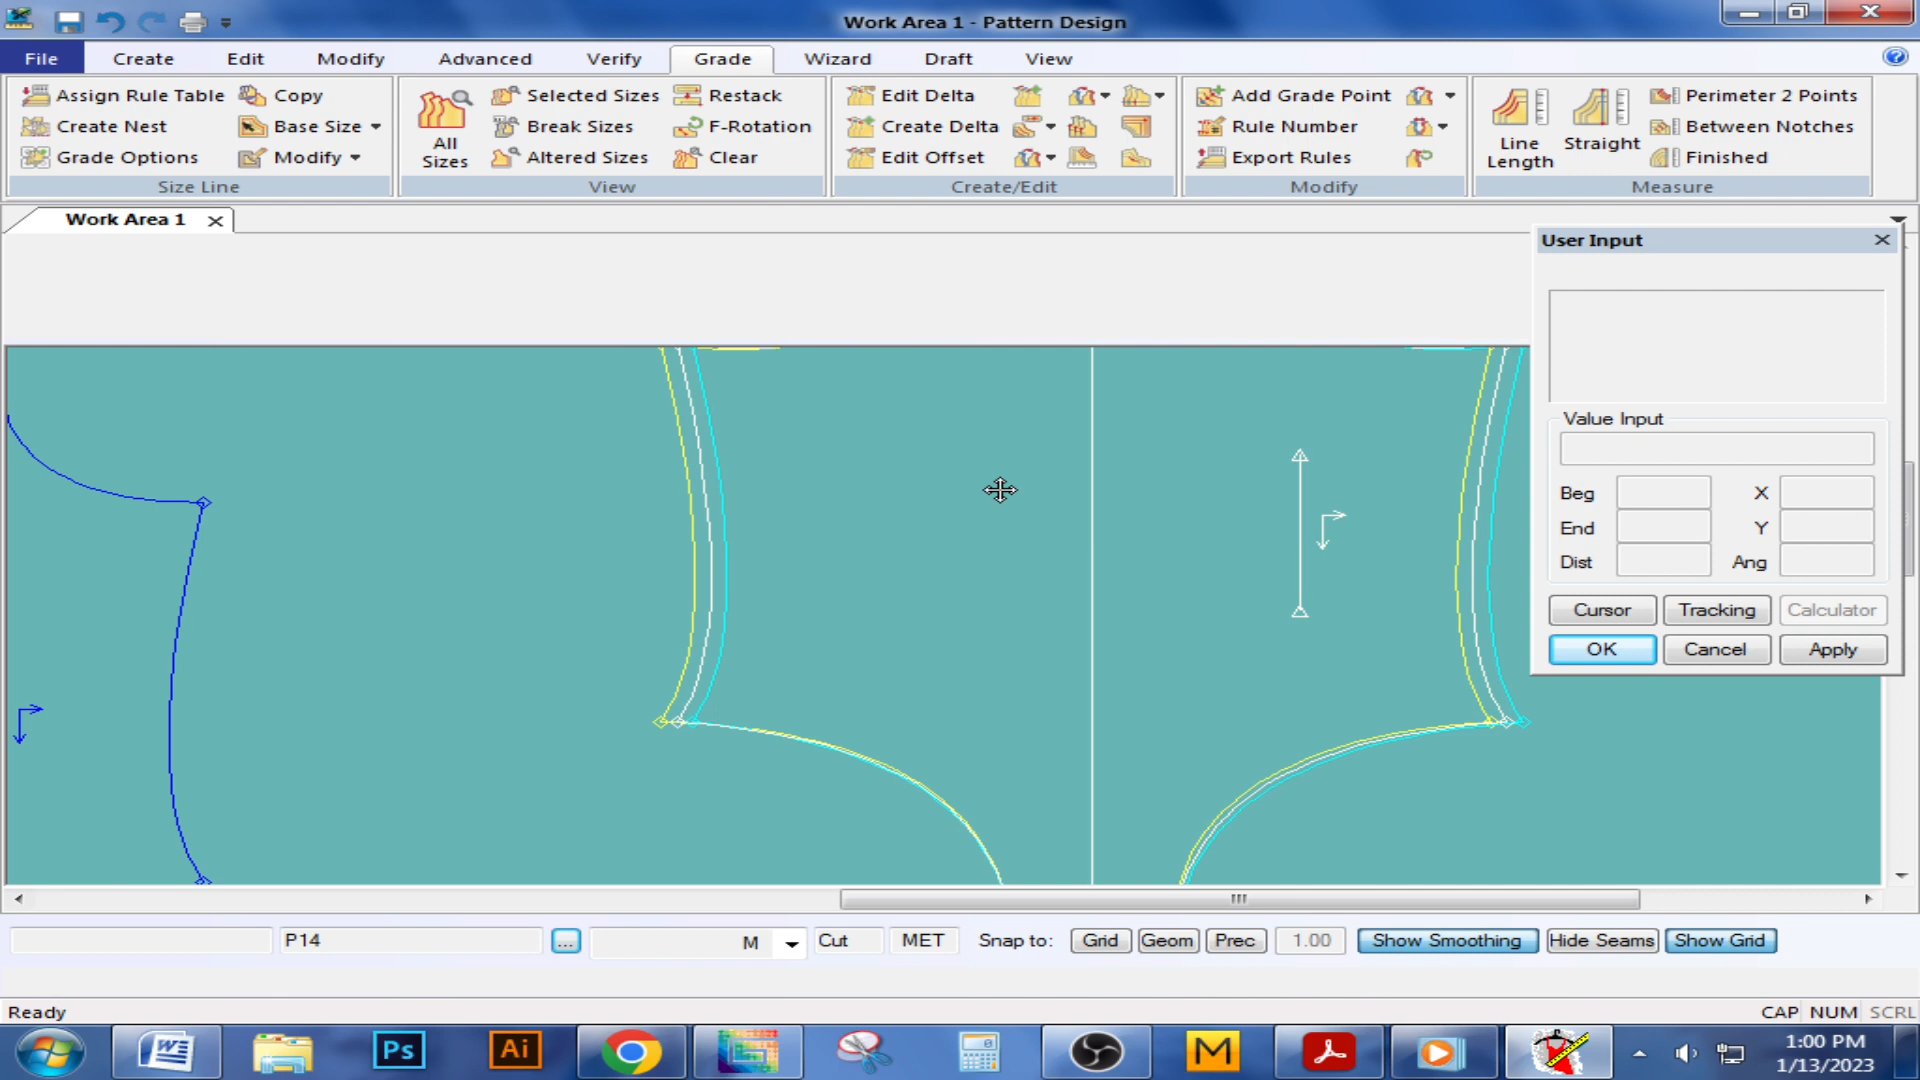 Work Area 1 - Pattern Design
File Create Edit Modify Advanced Verify Grade Wizard Draft View
Assign Rule Table Copy
Create Nest Base Size
Grade Options Modify
Size Line
All Sizes
Selected Sizes Restack
Break Sizes F-Rotation
Altered Sizes Clear
View
Edit Delta
Create Delta
Edit Offset
Create/Edit
Add Grade Point
Rule Number
Export Rules
Modify
Line Length
Straight
Perimeter 2 Points
Between Notches
Finished
Measure
Work Area 1
User Input
Value Input
Beg X
End Y
Dist Ang
Cursor Tracking Calculator
OK Cancel Apply
P14 ... M Cut MET Snap to: Grid Geom Prec 1.00 Show Smoothing Hide Seams Show Grid
Ready CAP NUM SCRL
Ps Ai M
1:00 PM
1/13/2023